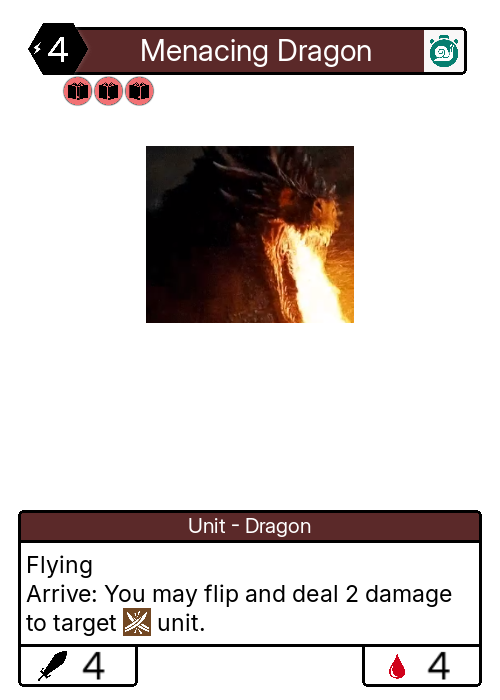 4 Menacing Dragon
Unit - Dragon
Flying
Arrive: You may flip and deal 2 damage
to target unit.
4 4